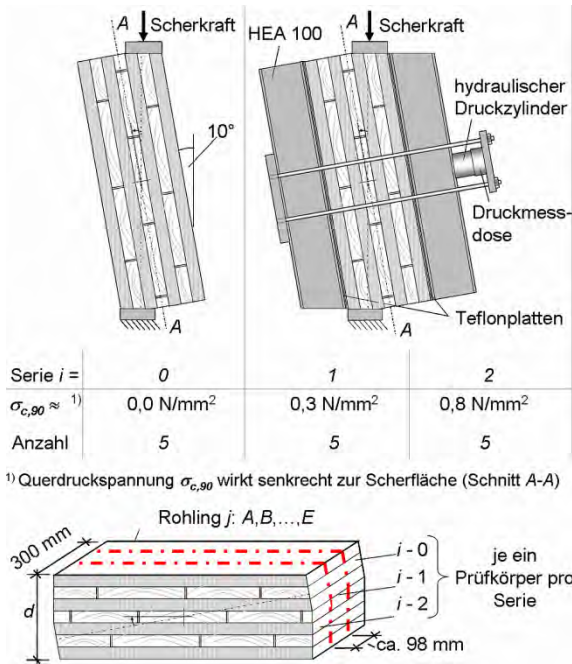 A
Scherkraft
10°
A
HEA 100
A
Scherkraft
hydraulischer
Druckzylinder
Druckmess-
dose
Teflonplatten
A
Serie i = 0 1 2
σc,90 ≈ 1) 0,0 N/mm² 0,3 N/mm² 0,8 N/mm²
Anzahl 5 5 5
1) Querdruckspannung σc,90 wirkt senkrecht zur Scherfläche (Schnitt A-A)
Rohling j: A,B,…,E
300 mm
d
i - 0
i - 1
i - 2
je ein
Prüfkörper pro
Serie
ca. 98 mm